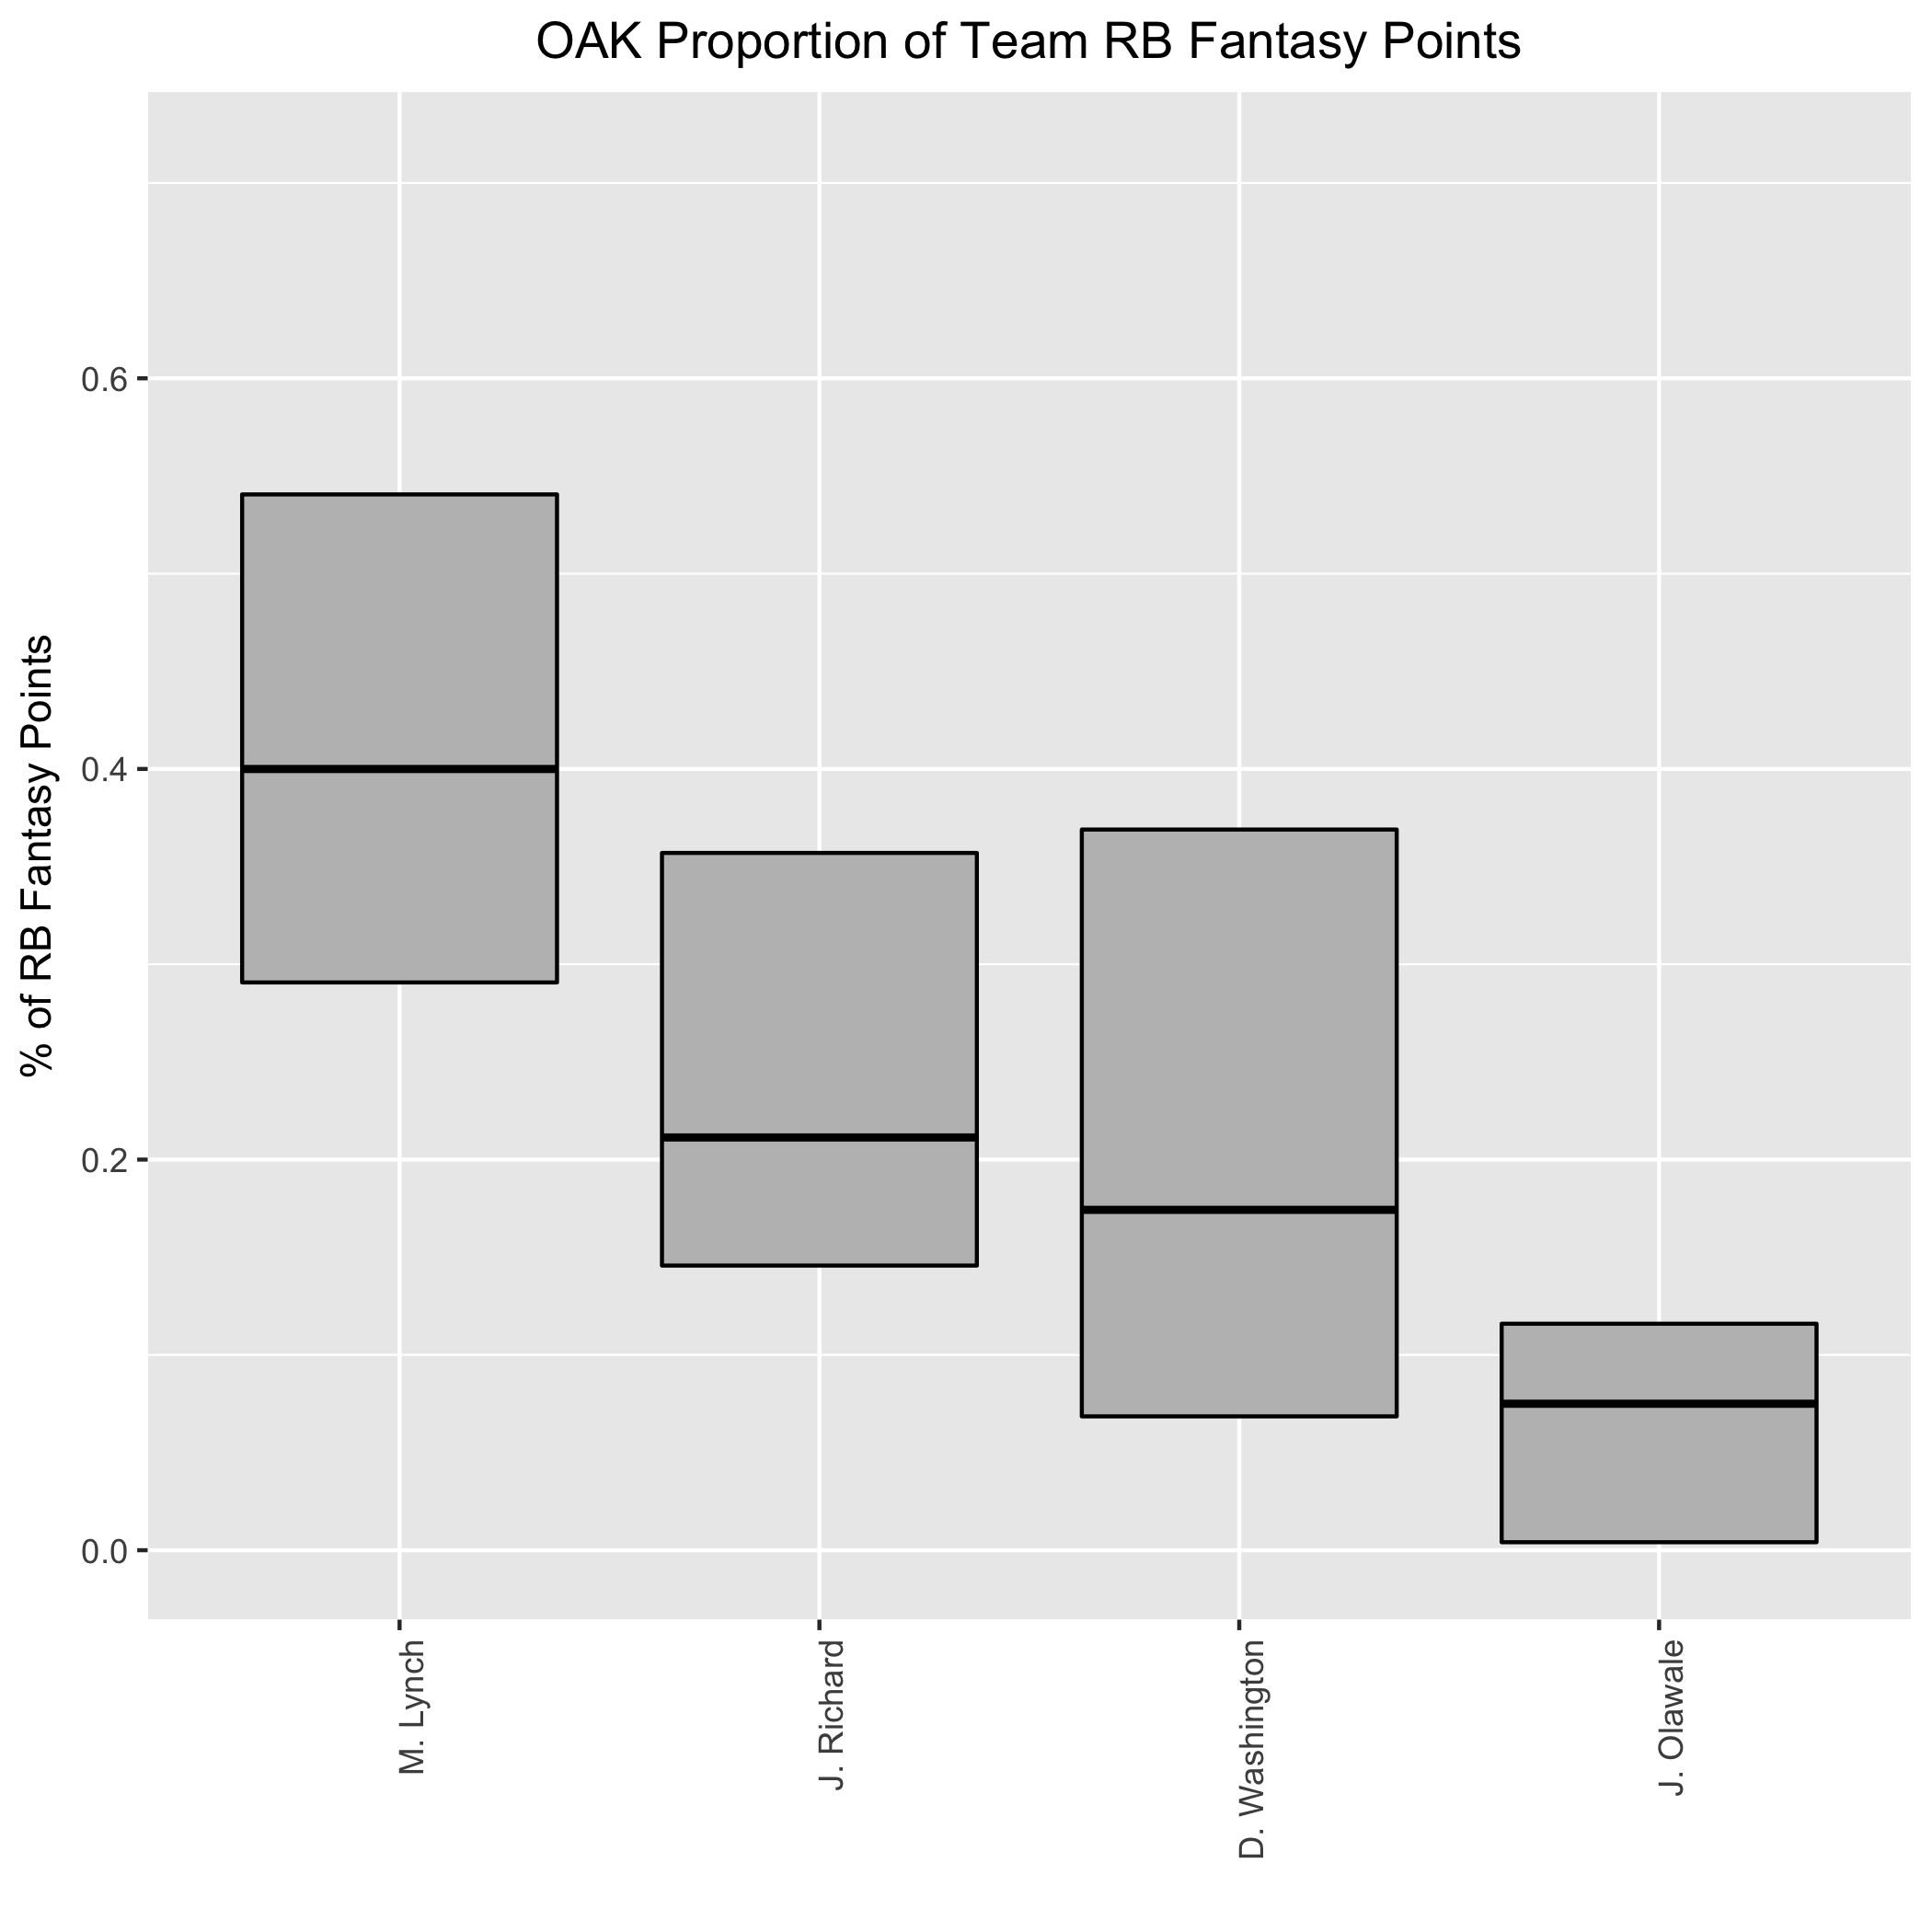 OAK Proportion of Team RB Fantasy Points
% of RB Fantasy Points
0.6
0.4
0.2
0.0
M. Lynch
J. Richard
D. Washington
J. Olawale